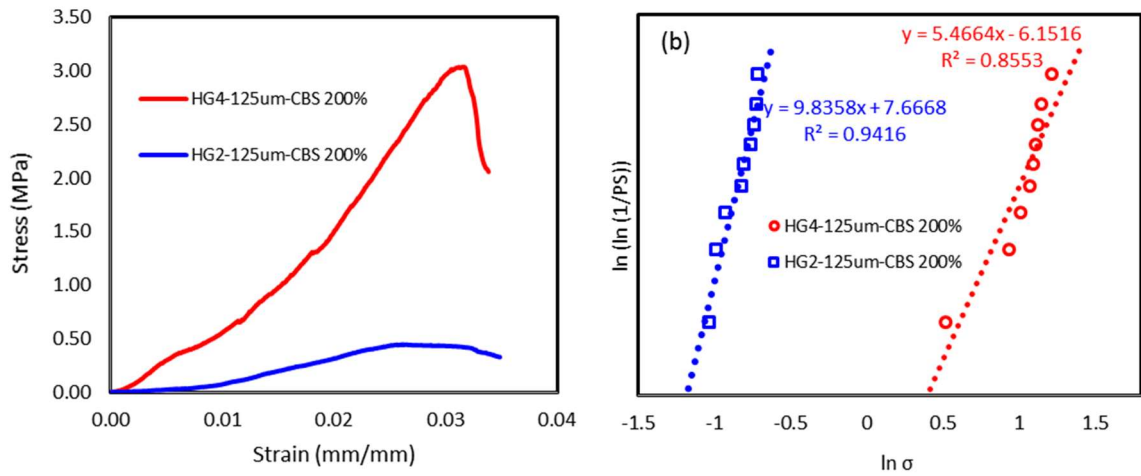 3.50
3.00
2.50
2.00
1.50
1.00
0.50
0.00
Stress (MPa)
HG4-125um-CBS 200%
HG2-125um-CBS 200%
0.00 0.01 0.02 0.03 0.04
Strain (mm/mm)
(b)
y = 5.4664x - 6.1516
R² = 0.8553
y = 9.8358x + 7.6668
R² = 0.9416
ln (ln (1/PS))
HG4-125um-CBS 200%
HG2-125um-CBS 200%
-1.5 -1 -0.5 0 0.5 1 1.5
ln σ